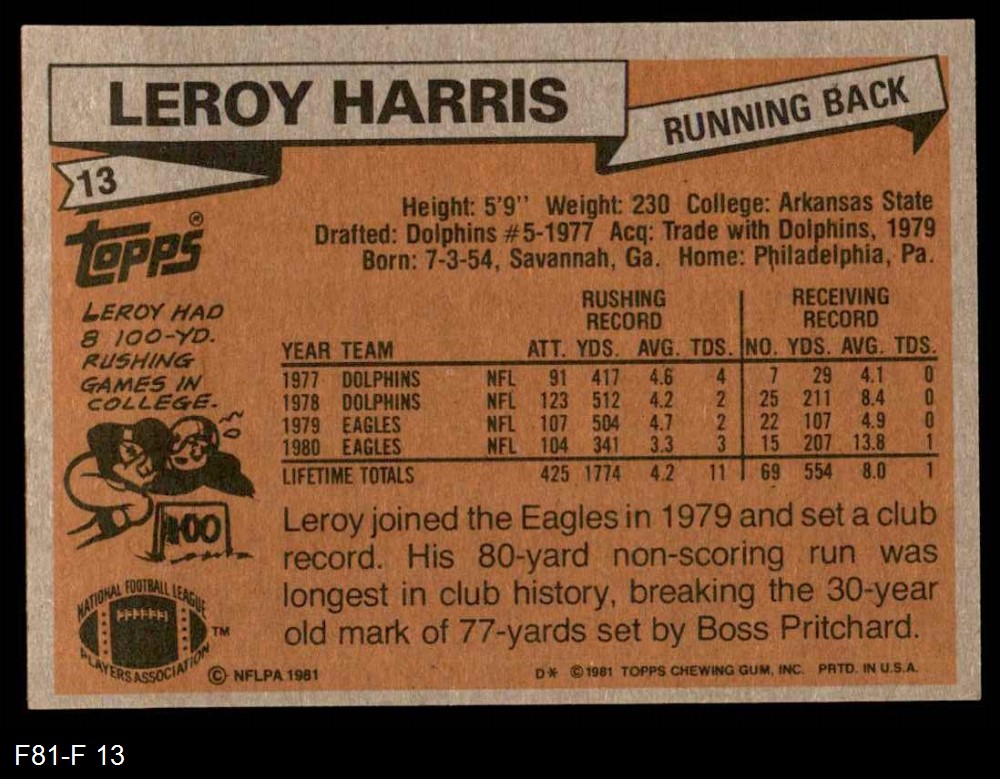 LEROY HARRIS
RUNNING BACK
13
Topps®
Height: 5'9'' Weight: 230 College: Arkansas State
Drafted: Dolphins #5-1977 Acq: Trade with Dolphins, 1979
Born: 7-3-54, Savannah, Ga. Home: Philadelphia, Pa.
LEROY HAD
8 100-YD.
RUSHING
GAMES IN
COLLEGE.
100
RUSHING RECEIVING
RECORD RECORD
YEAR TEAM ATT. YDS. AVG. TDS. NO. YDS. AVG. TDS.
1977 DOLPHINS NFL 91 417 4.6 4 7 29 4.1 0
1978 DOLPHINS NFL 123 512 4.2 2 25 211 8.4 0
1979 EAGLES NFL 107 504 4.7 2 22 107 4.9 0
1980 EAGLES NFL 104 341 3.3 3 15 207 13.8 1
LIFETIME TOTALS 425 1774 4.2 11 69 554 8.0 1
Leroy joined the Eagles in 1979 and set a club
record. His 80-yard non-scoring run was
longest in club history, breaking the 30-year
old mark of 77-yards set by Boss Pritchard.
NATIONAL FOOTBALL LEAGUE
PLAYERS ASSOCIATION
TM
© NFLPA 1981
D* © 1981 TOPPS CHEWING GUM, INC. PRTD. IN U.S.A.
F81-F 13